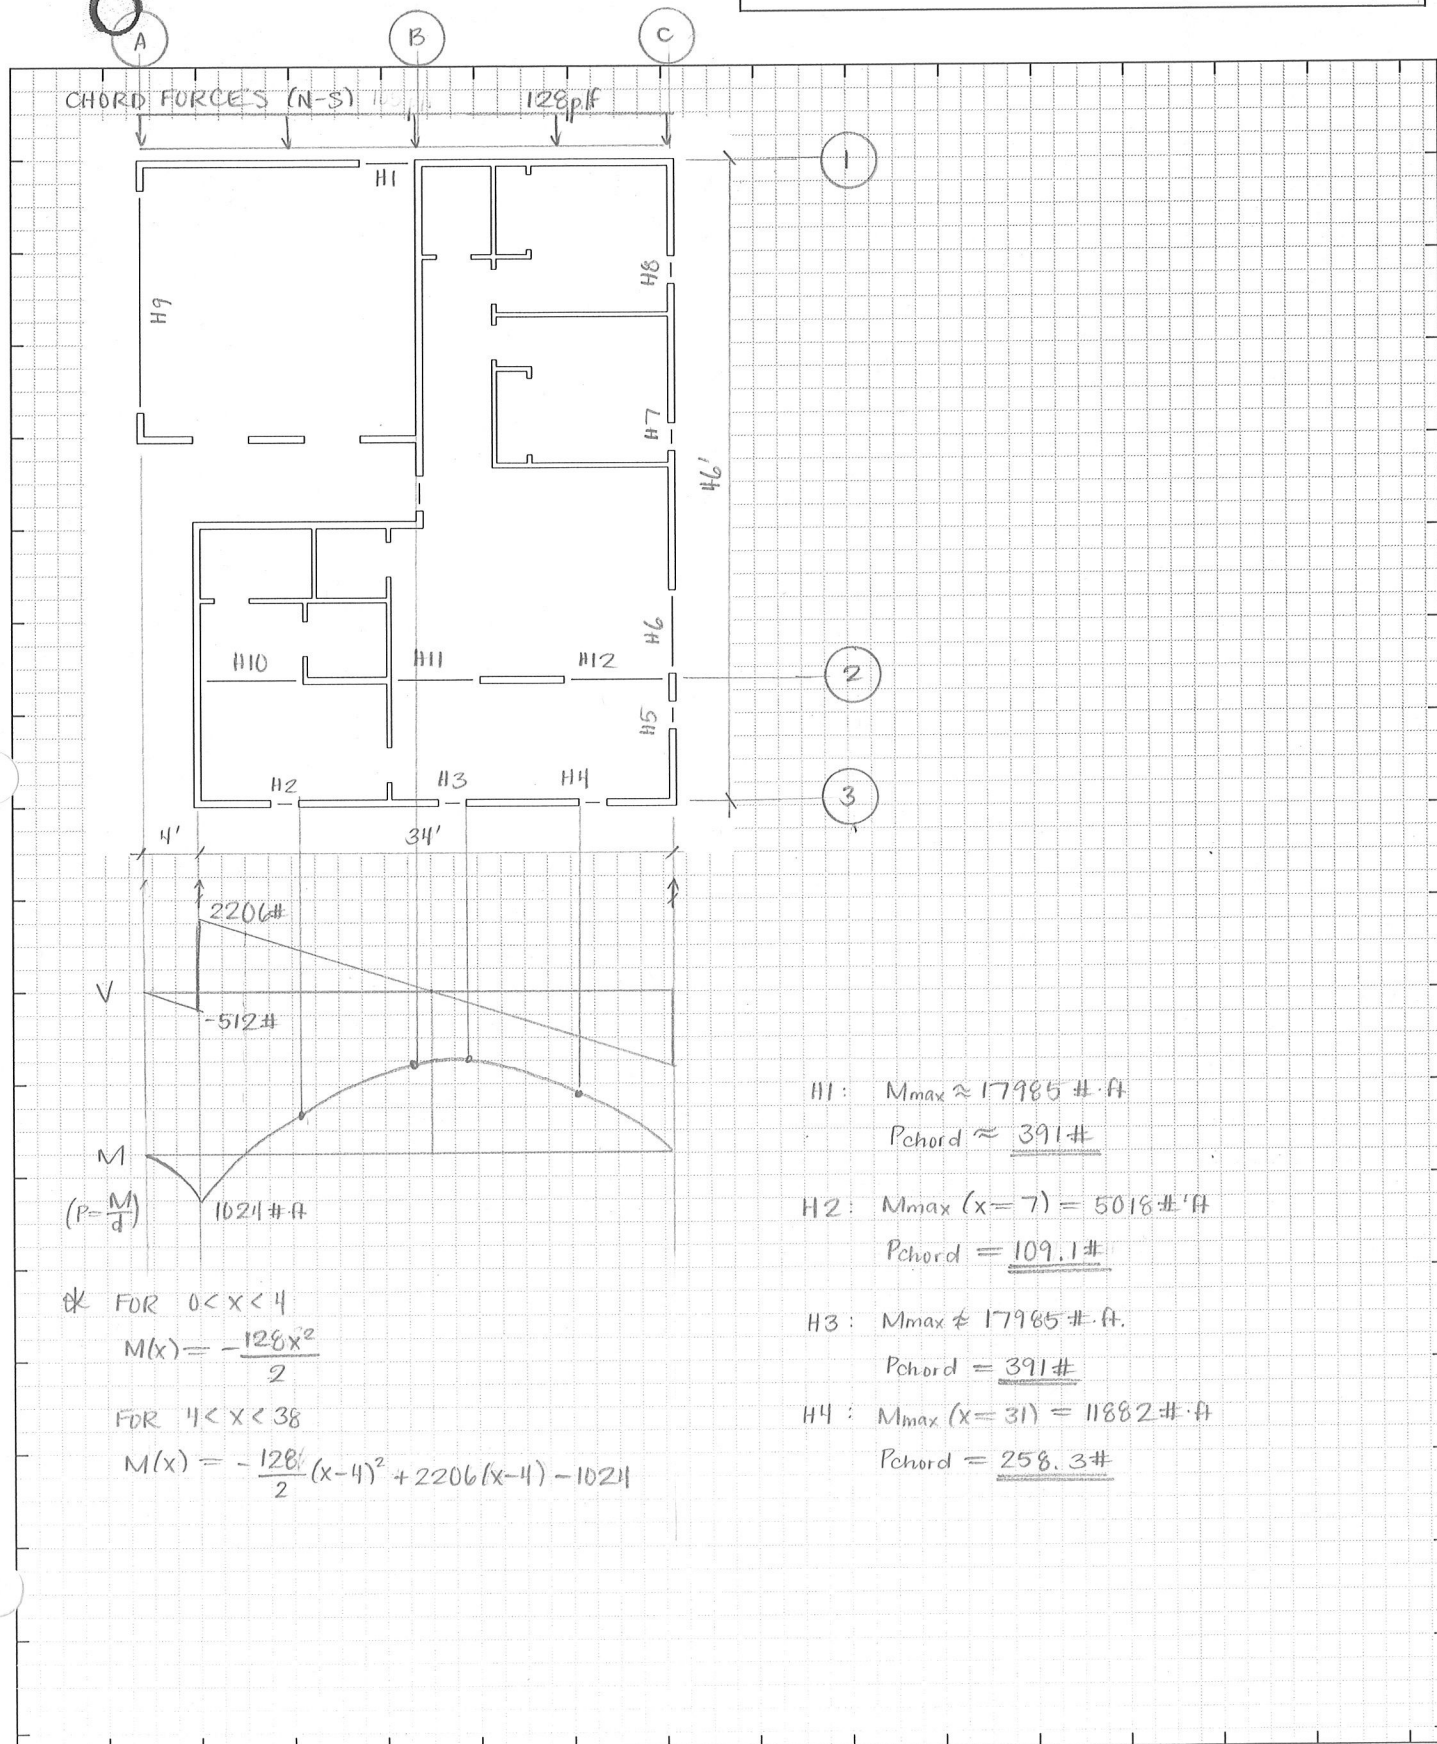 A
B
C
CHORD FORCES (N-S)
128plf
1
H1
H8
H9
H7
46'
H6
H10
H11
H12
2
H5
H2
H3
H4
3
4'
34'
2206#
V
-512#
M
(P=M/d)
1024#ft
* FOR 0<x<4
M(x) = -128x²/2
FOR 4<x<38
M(x) = -128/2 (x-4)² + 2206(x-4) - 1024
H1: Mmax ≈ 17985 #·ft
Pchord ≈ 391#
H2: Mmax (x=7) = 5018#'ft
Pchord = 109.1#
H3: Mmax ≠ 17985 #·ft.
Pchord = 391#
H4: Mmax (x=31) = 11882#·ft
Pchord = 258.3#